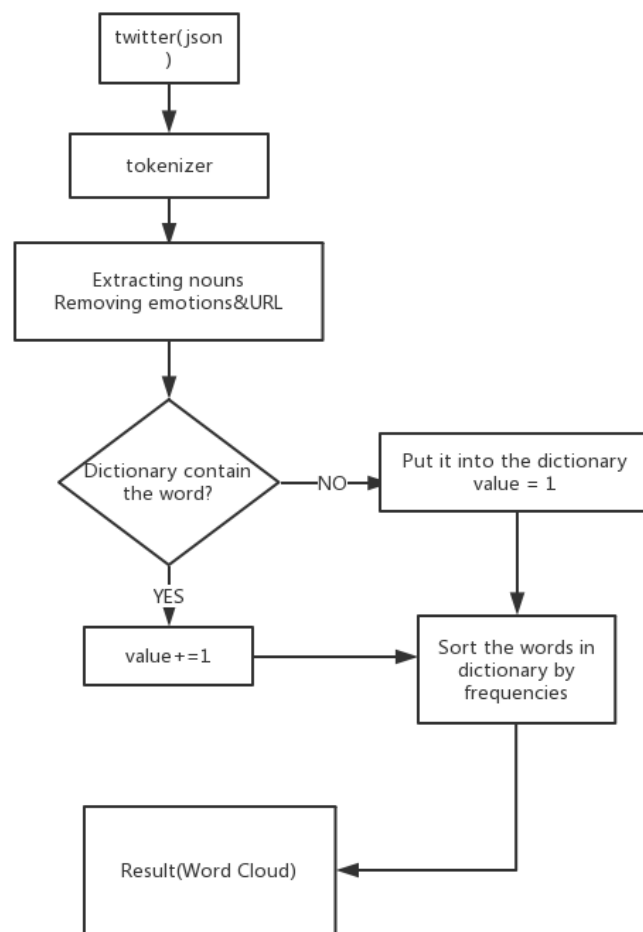 twitter(json
)
tokenizer
Extracting nouns
Removing emotions&URL
Dictionary contain
the word?
NO
Put it into the dictionary
value = 1
YES
value+=1
Sort the words in
dictionary by
frequencies
Result(Word Cloud)